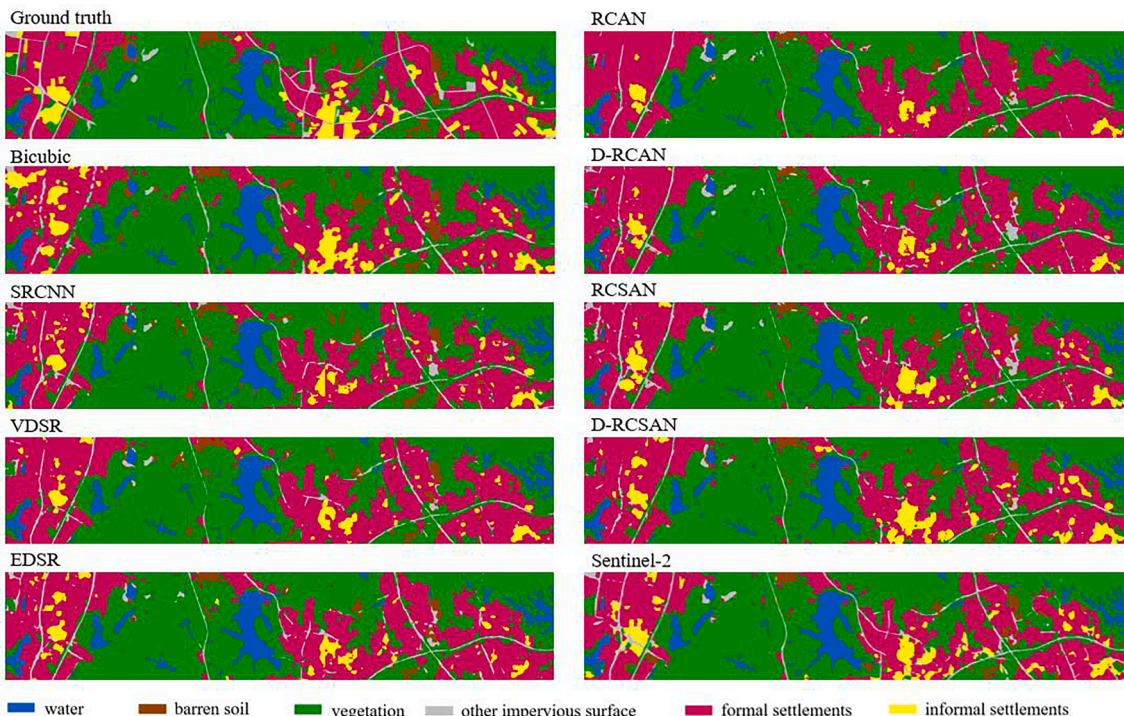 Ground truth
RCAN
Bicubic
D-RCAN
SRCNN
RCSAN
VDSR
D-RCSAN
EDSR
Sentinel-2
water barren soil vegetation other impervious surface formal settlements informal settlements